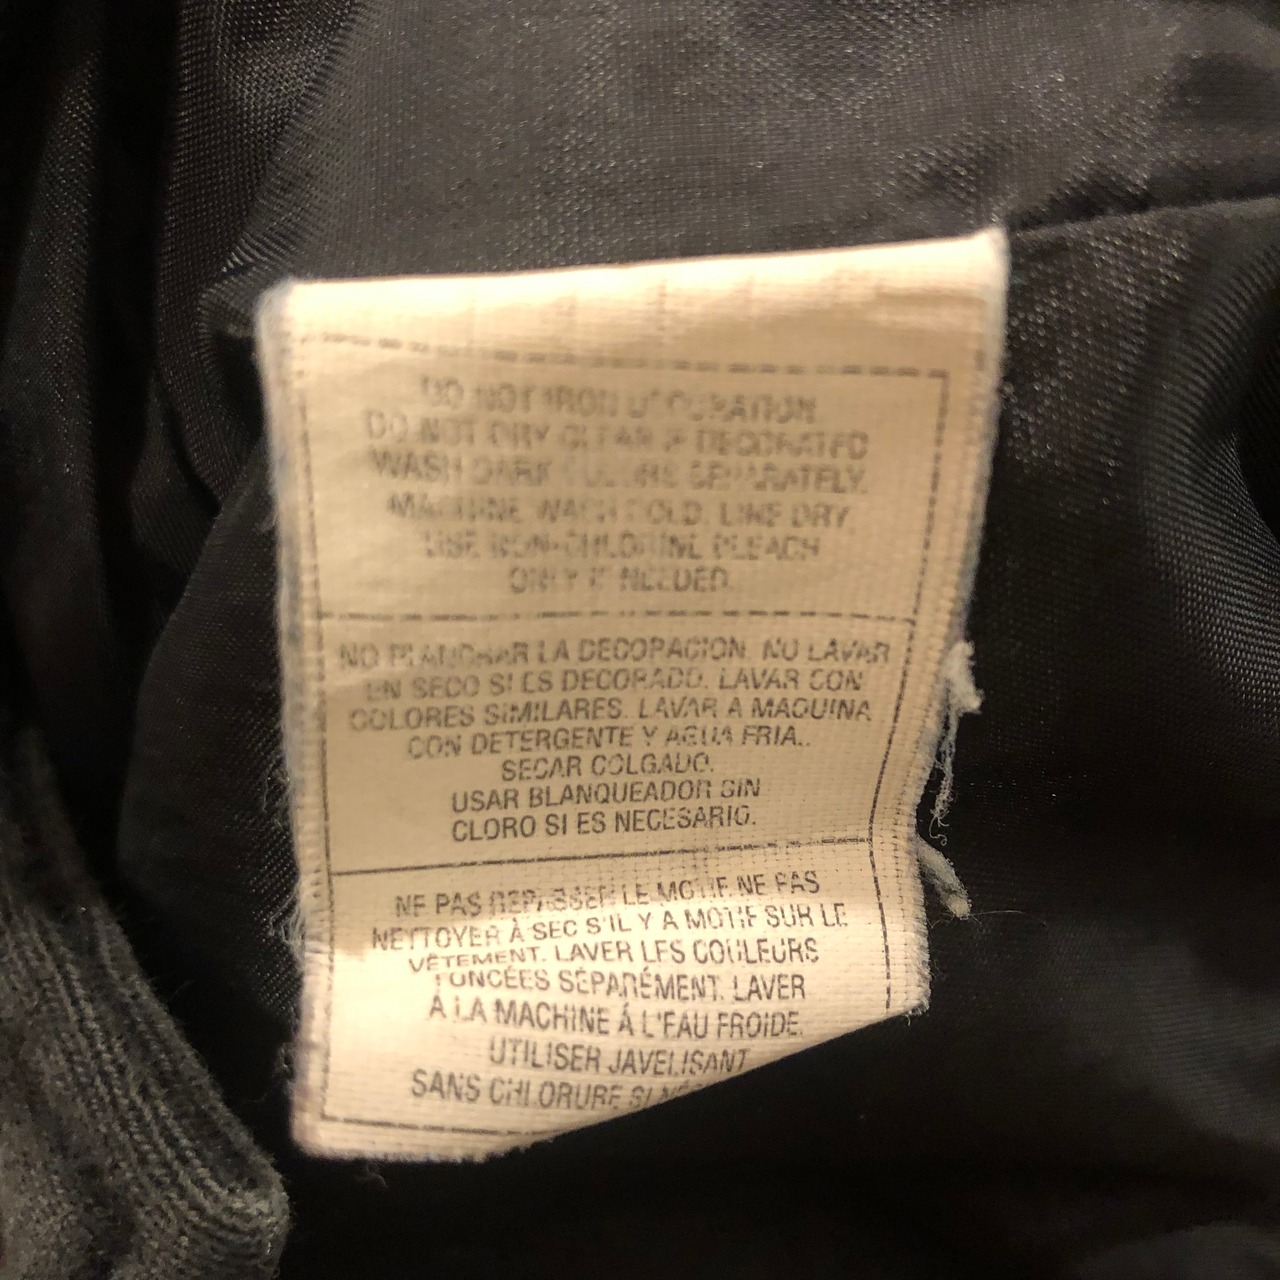 DO NOT IRON DECORATION.
DO NOT DRY CLEAN IF DECORATED
WASH DARK COLORS SEPARATELY.
MACHINE WASH COLD. LINE DRY.
USE NON-CHLORINE BLEACH
ONLY IF NEEDED.
NO PLANCHAR LA DECORACION. NO LAVAR
EN SECO SI ES DECORADO. LAVAR CON
COLORES SIMILARES. LAVAR A MAQUINA
CON DETERGENTE Y AGUA FRIA..
SECAR COLGADO.
USAR BLANQUEADOR SIN
CLORO SI ES NECESARIO.
NE PAS REPASSER LE MOTIF. NE PAS
NETTOYER À SEC S'IL Y A MOTIF SUR LE
VÊTEMENT. LAVER LES COULEURS
FONCÉES SÉPARÉMENT. LAVER
À LA MACHINE À L'EAU FROIDE.
UTILISER JAVELISANT
SANS CHLORURE SI